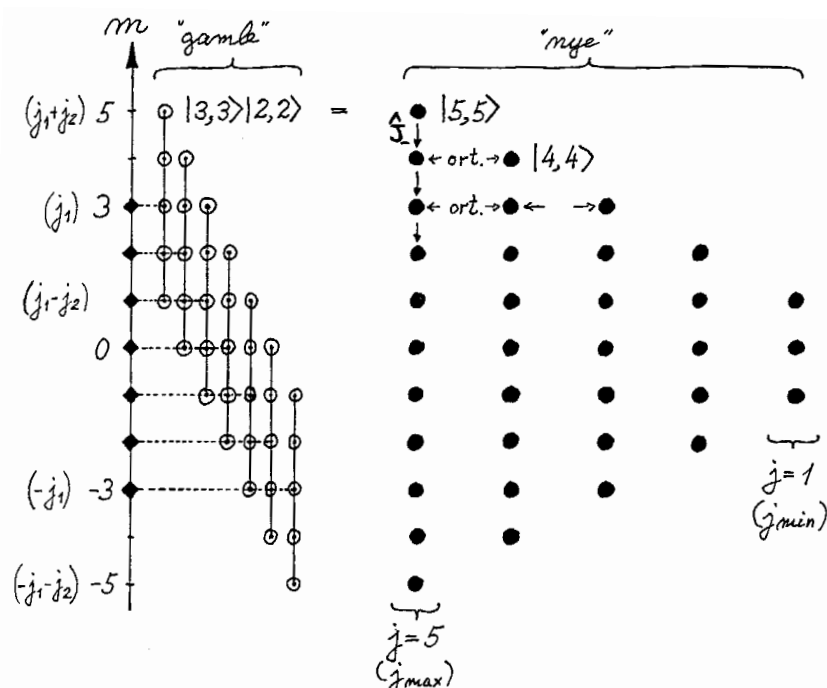 m
"gamle" "nye"
(j₁+j₂) 5 |3,3⟩|2,2⟩ = |5,5⟩
Ĵ₋
← ort. → |4,4⟩
(j₁) 3 ← ort. → ← →
(j₁-j₂)
0
(-j₁) -3
j=1
(jmin)
(-j₁-j₂) -5
j=5
(jmax)